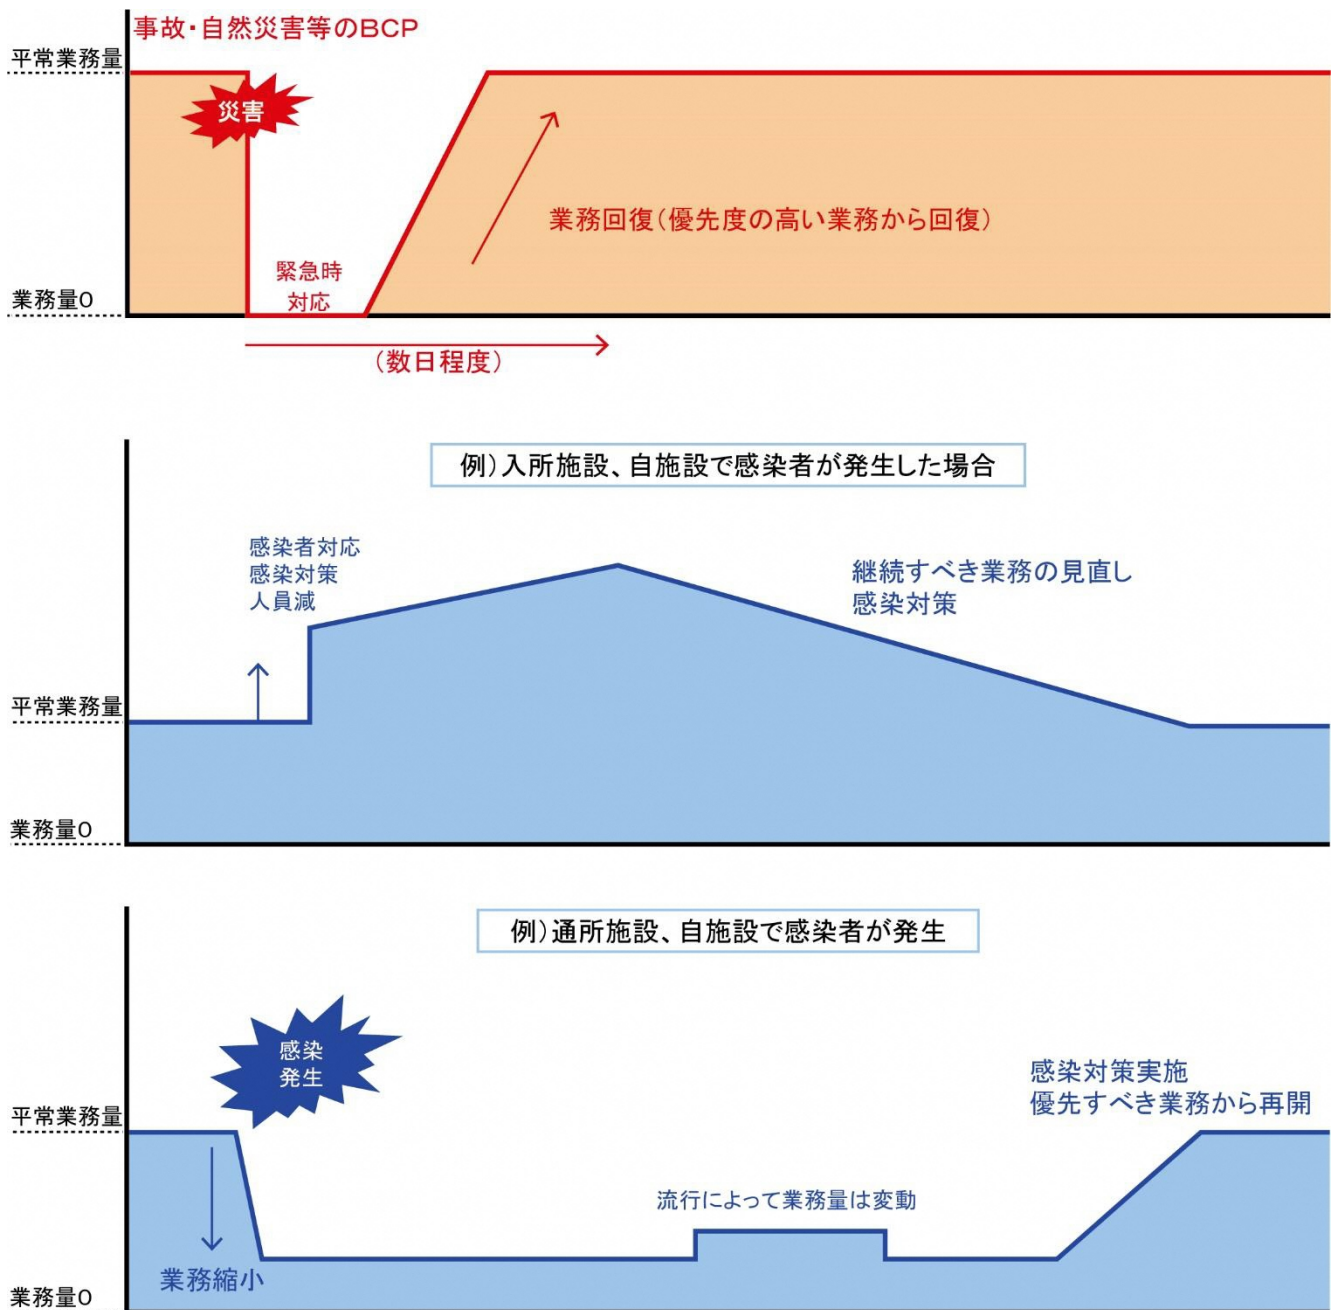 事故・自然災害等のBCP
平常業務量
災害
業務回復(優先度の高い業務から回復)
緊急時
対応
業務量0
(数日程度)
例)入所施設、自施設で感染者が発生した場合
感染者対応
感染対策
人員減
継続すべき業務の見直し
感染対策
平常業務量
業務量0
例)通所施設、自施設で感染者が発生
感染
発生
感染対策実施
優先すべき業務から再開
平常業務量
流行によって業務量は変動
業務縮小
業務量0